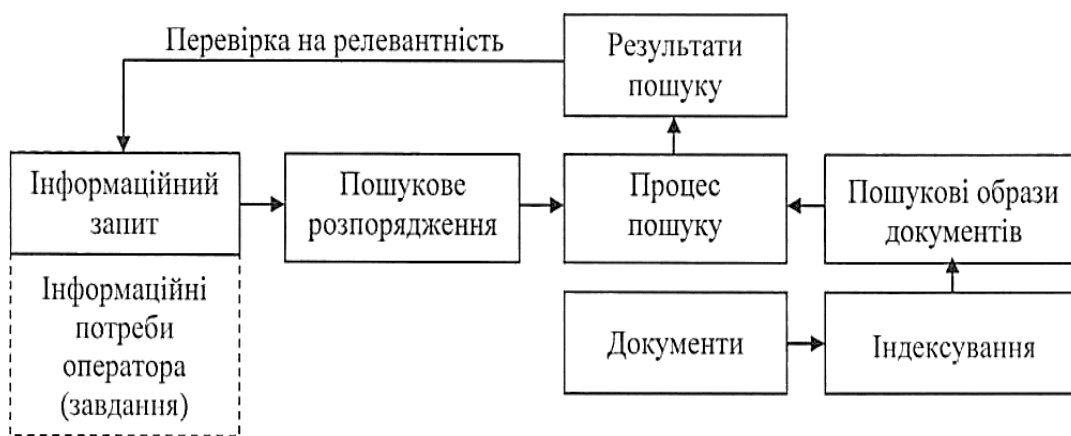 Перевірка на релевантність
Результати
пошуку
Інформаційний
запит
Пошукове
розпорядження
Процес
пошуку
Пошукові образи
документів
Інформаційні
потреби
оператора
(завдання)
Документи
Індексування